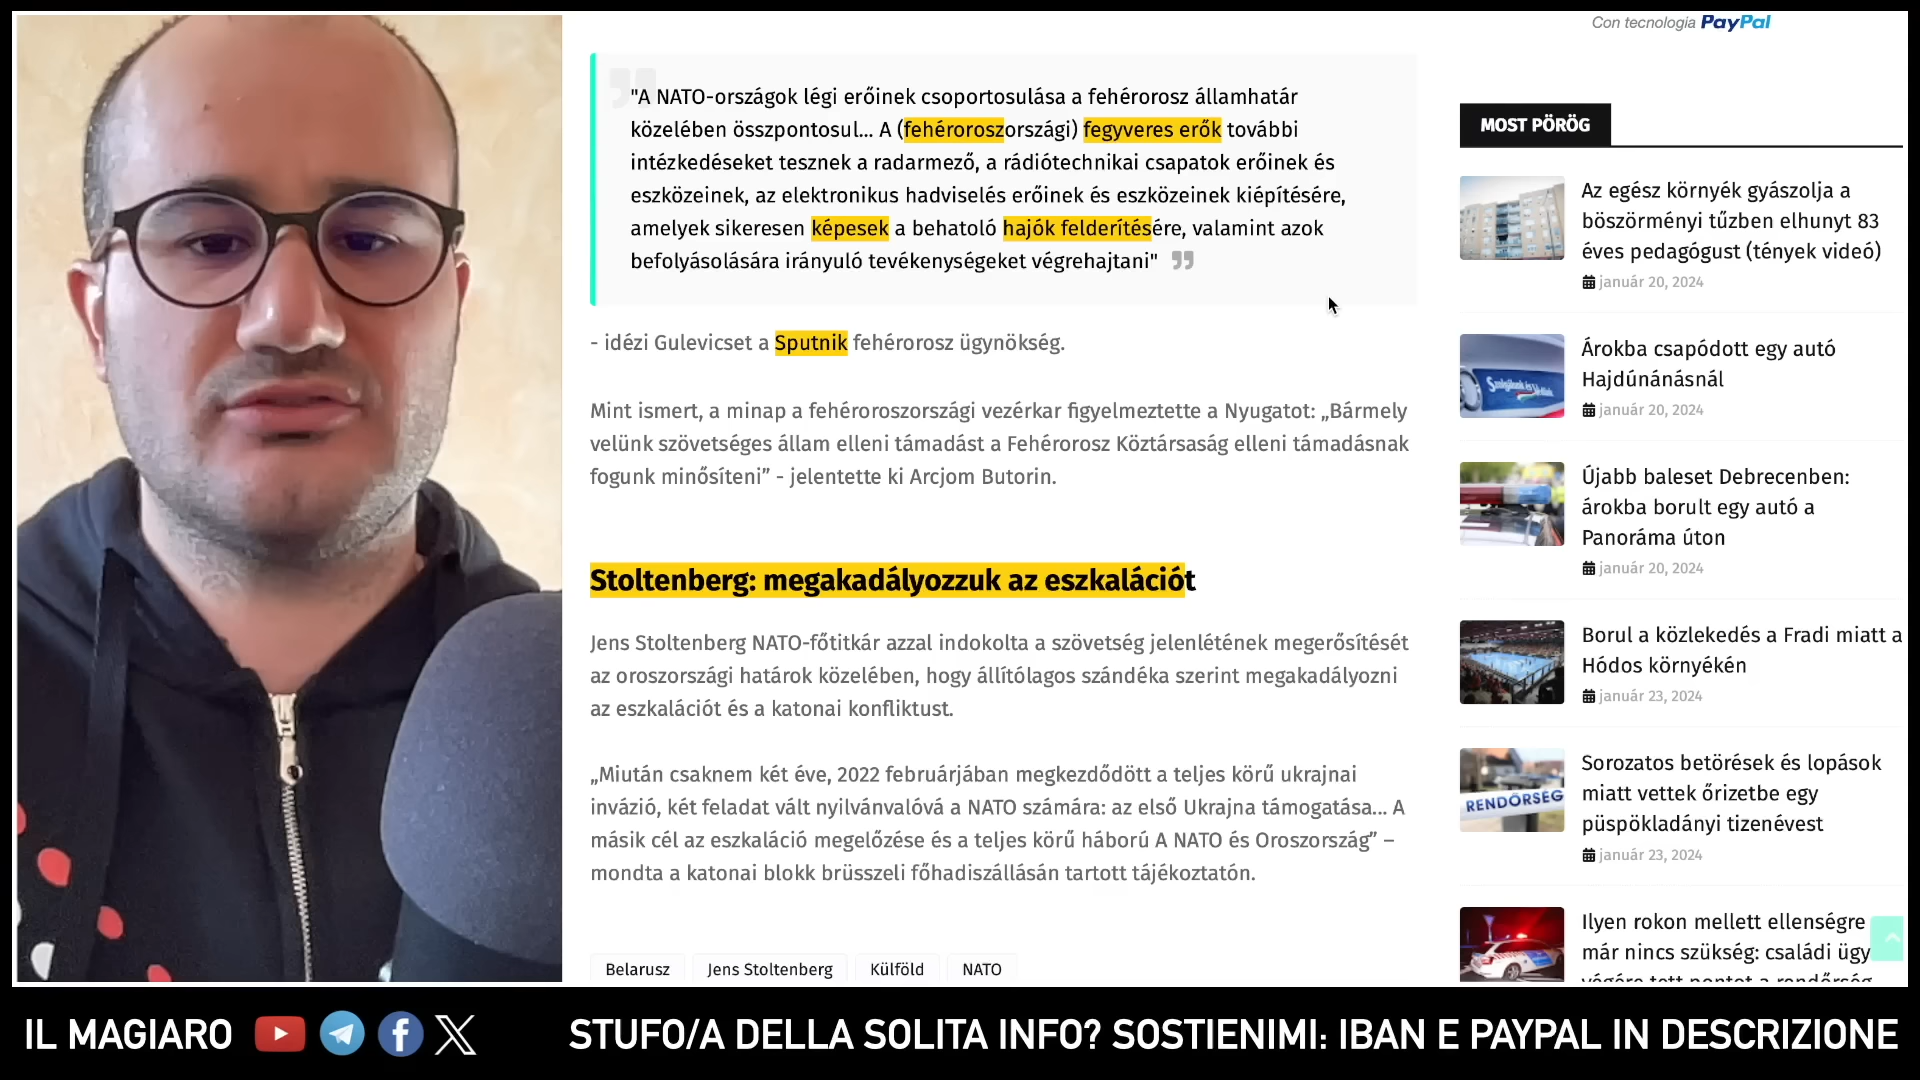 Con tecnologia PayPal
"A NATO-országok légi erőinek csoportosulása a fehérorosz államhatár
közelében összpontosul... A (fehéroroszországi) fegyveres erők további
intézkedéseket tesznek a radarmező, a rádiótechnikai csapatok erőinek és
eszközeinek, az elektronikus hadviselés erőinek és eszközeinek kiépítésére,
amelyek sikeresen képesek a behatoló hajók felderítésére, valamint azok
befolyásolására irányuló tevékenységeket végrehajtani"
- idézi Gulevicset a Sputnik fehérorosz ügynökség.
Mint ismert, a minap a fehéroroszországi vezérkar figyelmeztette a Nyugatot: „Bármely
velünk szövetséges állam elleni támadást a Fehérorosz Köztársaság elleni támadásnak
fogunk minősíteni” - jelentette ki Arcjom Butorin.
Stoltenberg: megakadályozzuk az eszkalációt
Jens Stoltenberg NATO-főtitkár azzal indokolta a szövetség jelenlétének megerősítését
az oroszországi határok közelében, hogy állítólagos szándéka szerint megakadályozni
az eszkalációt és a katonai konfliktust.
„Miután csaknem két éve, 2022 februárjában megkezdődött a teljes körű ukrajnai
invázió, két feladat vált nyilvánvalóvá a NATO számára: az első Ukrajna támogatása... A
másik cél az eszkaláció megelőzése és a teljes körű háború A NATO és Oroszország” –
mondta a katonai blokk brüsszeli főhadiszállásán tartott tájékoztatón.
Belarusz
Jens Stoltenberg
Külföld
NATO
MOST PÖRÖG
Az egész környék gyászolja a
böszörményi tűzben elhunyt 83
éves pedagógust (tények videó)
január 20, 2024
Árokba csapódott egy autó
Hajdúnánásnál
január 20, 2024
Újabb baleset Debrecenben:
árokba borult egy autó a
Panoráma úton
január 20, 2024
Borul a közlekedés a Fradi miatt a
Hódos környékén
január 23, 2024
RENDŐRSÉG
Sorozatos betörések és lopások
miatt vettek őrizetbe egy
püspökladányi tizenévest
január 23, 2024
Ilyen rokon mellett ellenségre
már nincs szükség: családi ügy
végére tett pontot a rendőrség
IL MAGIARO
STUFO/A DELLA SOLITA INFO? SOSTIENIMI: IBAN E PAYPAL IN DESCRIZIONE